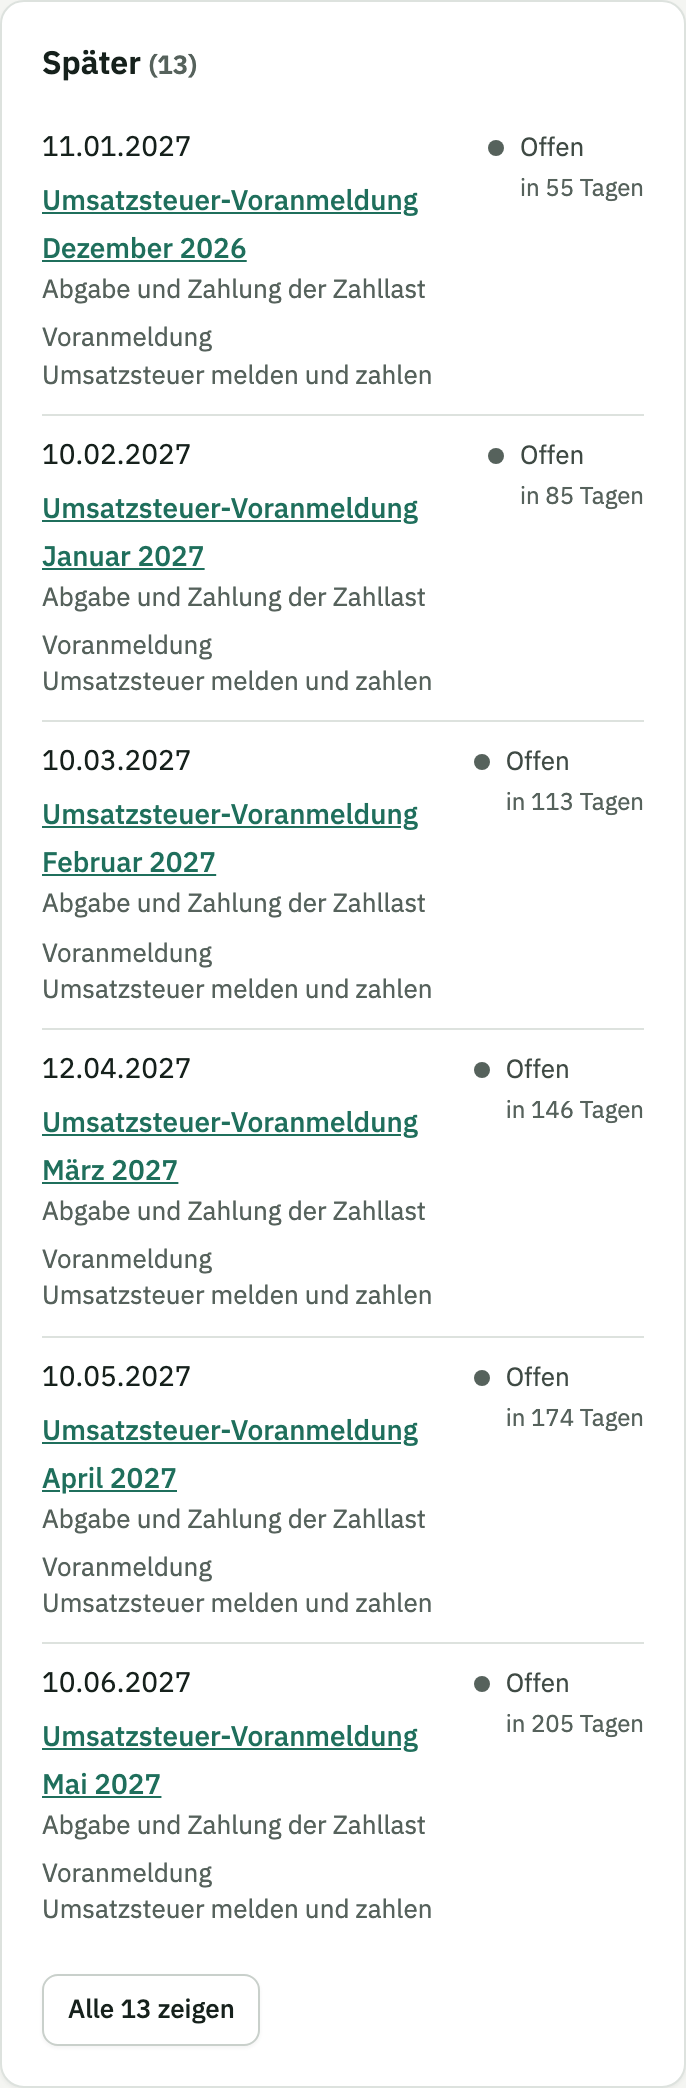 Später (13)
11.01.2027
Offen
in 55 Tagen
Umsatzsteuer-Voranmeldung
Dezember 2026
Abgabe und Zahlung der Zahllast
Voranmeldung
Umsatzsteuer melden und zahlen
10.02.2027
Offen
in 85 Tagen
Umsatzsteuer-Voranmeldung
Januar 2027
Abgabe und Zahlung der Zahllast
Voranmeldung
Umsatzsteuer melden und zahlen
10.03.2027
Offen
in 113 Tagen
Umsatzsteuer-Voranmeldung
Februar 2027
Abgabe und Zahlung der Zahllast
Voranmeldung
Umsatzsteuer melden und zahlen
12.04.2027
Offen
in 146 Tagen
Umsatzsteuer-Voranmeldung
März 2027
Abgabe und Zahlung der Zahllast
Voranmeldung
Umsatzsteuer melden und zahlen
10.05.2027
Offen
in 174 Tagen
Umsatzsteuer-Voranmeldung
April 2027
Abgabe und Zahlung der Zahllast
Voranmeldung
Umsatzsteuer melden und zahlen
10.06.2027
Offen
in 205 Tagen
Umsatzsteuer-Voranmeldung
Mai 2027
Abgabe und Zahlung der Zahllast
Voranmeldung
Umsatzsteuer melden und zahlen
Alle 13 zeigen